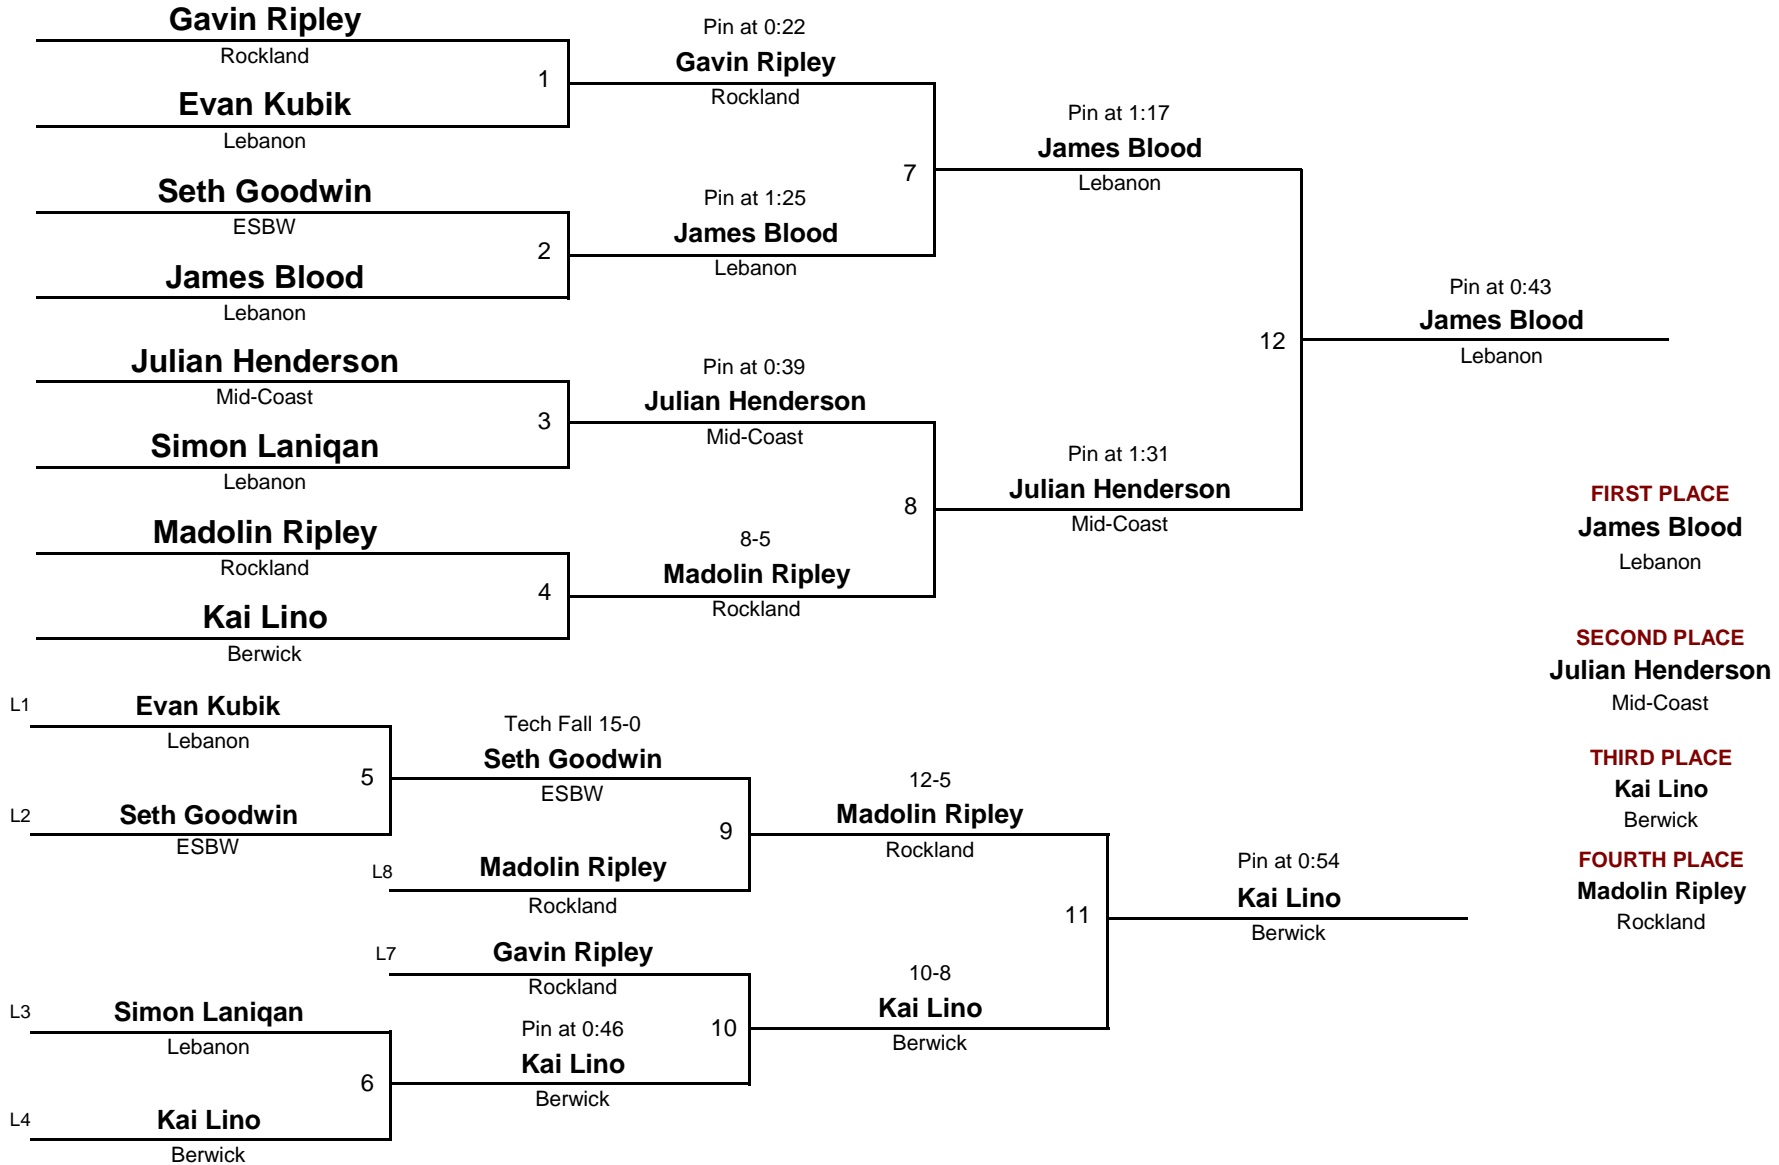 Gavin Ripley
Rockland
1
Evan Kubik
Lebanon
Seth Goodwin
ESBW
2
James Blood
Lebanon
Julian Henderson
Mid-Coast
3
Simon Laniqan
Lebanon
Madolin Ripley
Rockland
4
Kai Lino
Berwick
Pin at 0:22
Gavin Ripley
Rockland
7
Pin at 1:25
James Blood
Lebanon
Pin at 0:39
Julian Henderson
Mid-Coast
8
8-5
Madolin Ripley
Rockland
Pin at 1:17
James Blood
Lebanon
12
Pin at 1:31
Julian Henderson
Mid-Coast
Pin at 0:43
James Blood
Lebanon
FIRST PLACE
James Blood
Lebanon
SECOND PLACE
Julian Henderson
Mid-Coast
THIRD PLACE
Kai Lino
Berwick
FOURTH PLACE
Madolin Ripley
Rockland
L1 Evan Kubik
Lebanon
5
L2 Seth Goodwin
ESBW
Tech Fall 15-0
Seth Goodwin
ESBW
9
L8 Madolin Ripley
Rockland
L7 Gavin Ripley
Rockland
10
Pin at 0:46
Kai Lino
Berwick
L3 Simon Laniqan
Lebanon
6
L4 Kai Lino
Berwick
12-5
Madolin Ripley
Rockland
11
10-8
Kai Lino
Berwick
Pin at 0:54
Kai Lino
Berwick